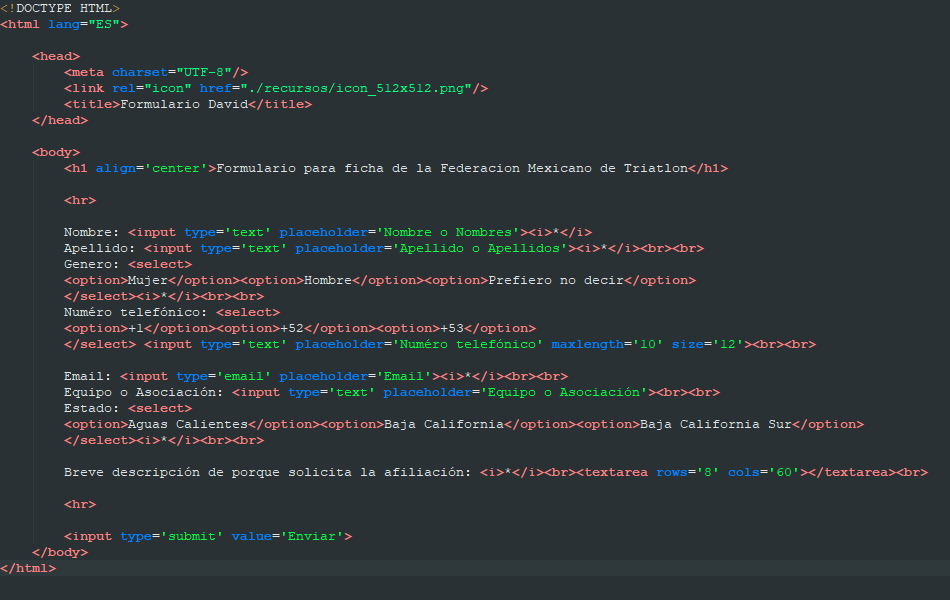 <!DOCTYPE HTML>
<html lang="ES">
<head>
<meta charset="UTF-8"/>
<link rel="icon" href="./recursos/icon_512x512.png"/>
<title>Formulario David</title>
</head>
<body>
<h1 align='center'>Formulario para ficha de la Federacion Mexicano de Triatlon</h1>
<hr>
Nombre: <input type='text' placeholder='Nombre o Nombres'><i>*</i>
Apellido: <input type='text' placeholder='Apellido o Apellidos'><i>*</i><br><br>
Genero: <select>
<option>Mujer</option><option>Hombre</option><option>Prefiero no decir</option>
</select><i>*</i><br><br>
Numéro telefónico: <select>
<option>+1</option><option>+52</option><option>+53</option>
</select> <input type='text' placeholder='Numéro telefónico' maxlength='10' size='12'><br><br>
Email: <input type='email' placeholder='Email'><i>*</i><br><br>
Equipo o Asociación: <input type='text' placeholder='Equipo o Asociación'><br><br>
Estado: <select>
<option>Aguas Calientes</option><option>Baja California</option><option>Baja California Sur</option>
</select><i>*</i><br><br>
Breve descripción de porque solicita la afiliación: <i>*</i><br><textarea rows='8' cols='60'></textarea><br>
<hr>
<input type='submit' value='Enviar'>
</body>
</html>